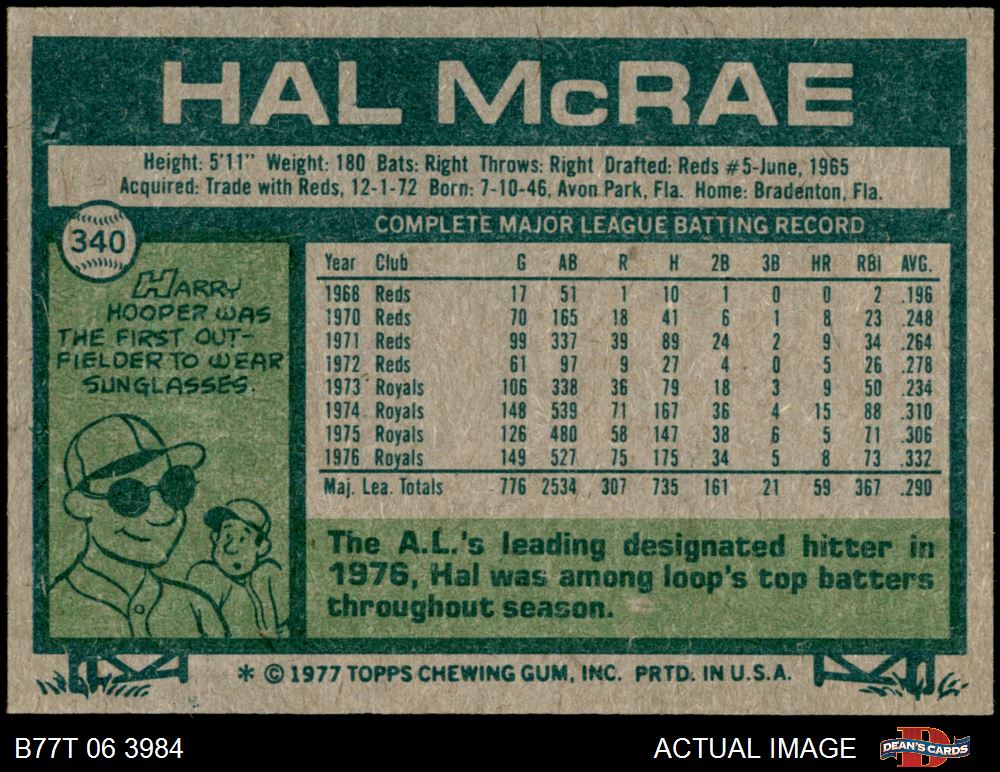 HAL McRAE
Height: 5'11" Weight: 180 Bats: Right Throws: Right Drafted: Reds #5-June, 1965
Acquired: Trade with Reds, 12-1-72 Born: 7-10-46, Avon Park, Fla. Home: Bradenton, Fla.
340
COMPLETE MAJOR LEAGUE BATTING RECORD
HARRY
HOOPER WAS
THE FIRST OUT-
FIELDER TO WEAR
SUNGLASSES.
Year Club G AB R H 2B 3B HR RBI AVG.
1968 Reds 17 51 1 10 1 0 0 2 .196
1970 Reds 70 165 18 41 6 1 8 23 .248
1971 Reds 99 337 39 89 24 2 9 34 .264
1972 Reds 61 97 9 27 4 0 5 26 .278
1973 Royals 106 338 36 79 18 3 9 50 .234
1974 Royals 148 539 71 167 36 4 15 88 .310
1975 Royals 126 480 58 147 38 6 5 71 .306
1976 Royals 149 527 75 175 34 5 8 73 .332
Maj. Lea. Totals 776 2534 307 735 161 21 59 367 .290
The A.L.'s leading designated hitter in
1976, Hal was among loop's top batters
throughout season.
* © 1977 TOPPS CHEWING GUM, INC. PRTD. IN U.S.A.
B77T 06 3984 ACTUAL IMAGE DEAN'S CARDS